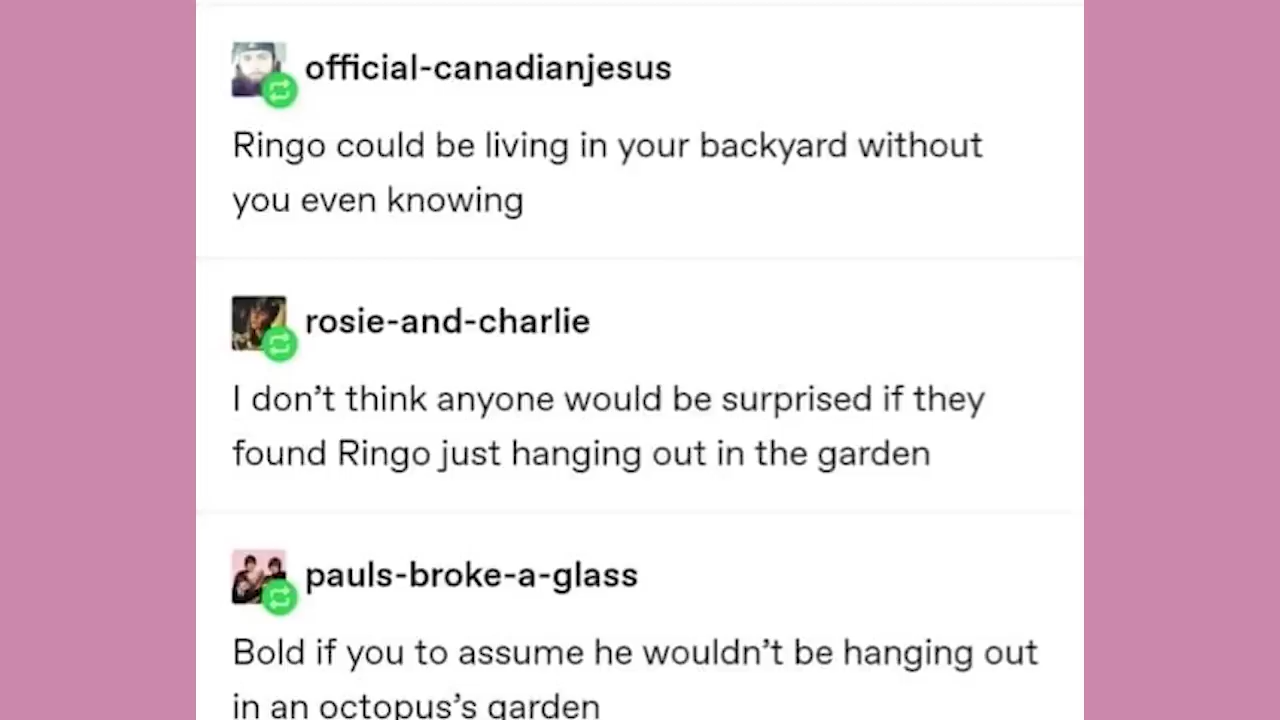 official-canadianjesus
Ringo could be living in your backyard without
you even knowing
rosie-and-charlie
I don’t think anyone would be surprised if they
found Ringo just hanging out in the garden
pauls-broke-a-glass
Bold if you to assume he wouldn’t be hanging out
in an octopus’s garden